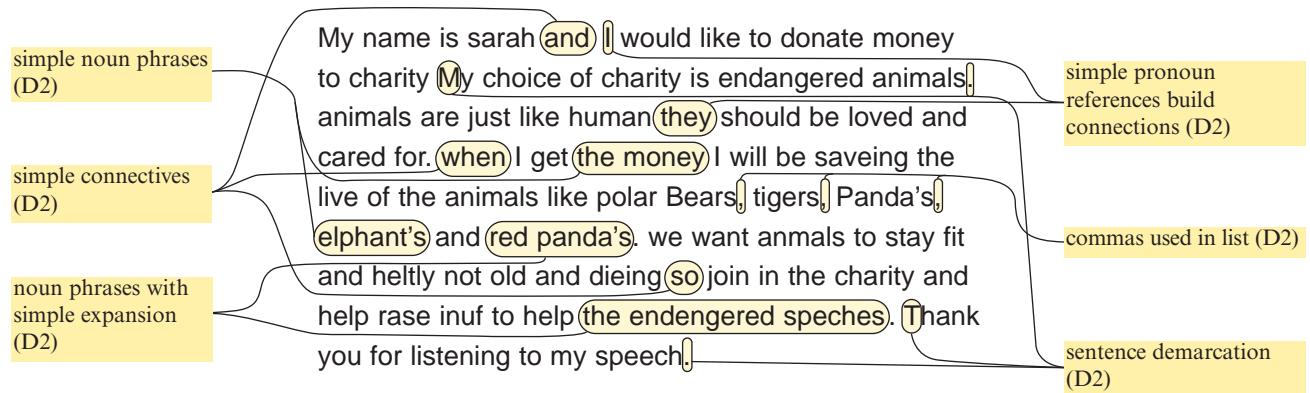 simple noun phrases
(D2)
simple connectives
(D2)
noun phrases with
simple expansion
(D2)
My name is sarah and I would like to donate money
to charity My choice of charity is endangered animals.
animals are just like human they should be loved and
cared for. when I get the money I will be saveing the
live of the animals like polar Bears, tigers, Panda's,
elphant's and red panda's. we want anmals to stay fit
and heltly not old and dieing so join in the charity and
help rase inuf to help the endengered speches. Thank
you for listening to my speech.
simple pronoun
references build
connections (D2)
commas used in list (D2)
sentence demarcation
(D2)